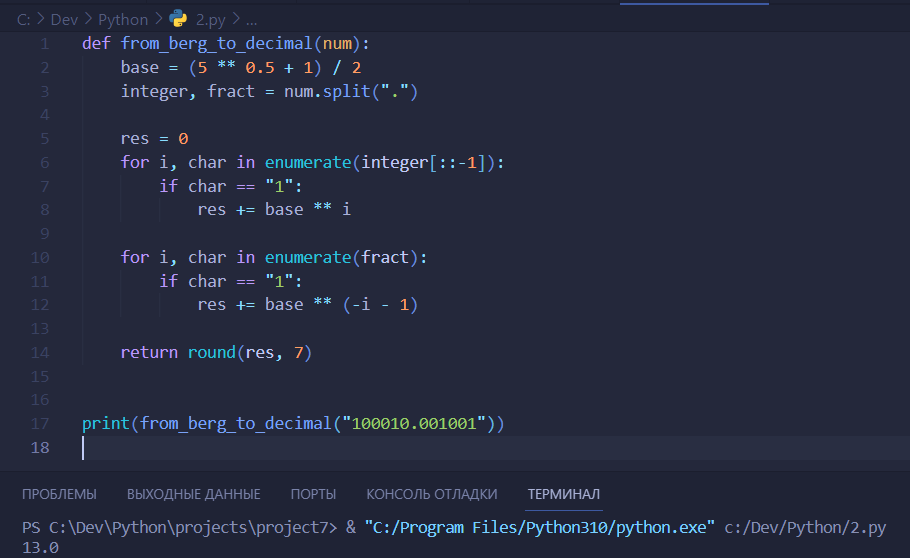 C: > Dev > Python > 2.py > ...
1 def from_berg_to_decimal(num):
2     base = (5 ** 0.5 + 1) / 2
3     integer, fract = num.split(".")
4
5     res = 0
6     for i, char in enumerate(integer[::-1]):
7         if char == "1":
8             res += base ** i
9
10     for i, char in enumerate(fract):
11         if char == "1":
12             res += base ** (-i - 1)
13
14     return round(res, 7)
15
16
17 print(from_berg_to_decimal("100010.001001"))
18
ПРОБЛЕМЫ ВЫХОДНЫЕ ДАННЫЕ ПОРТЫ КОНСОЛЬ ОТЛАДКИ ТЕРМИНАЛ
PS C:\Dev\Python\projects\project7> & "C:/Program Files/Python310/python.exe" c:/Dev/Python/2.py
13.0